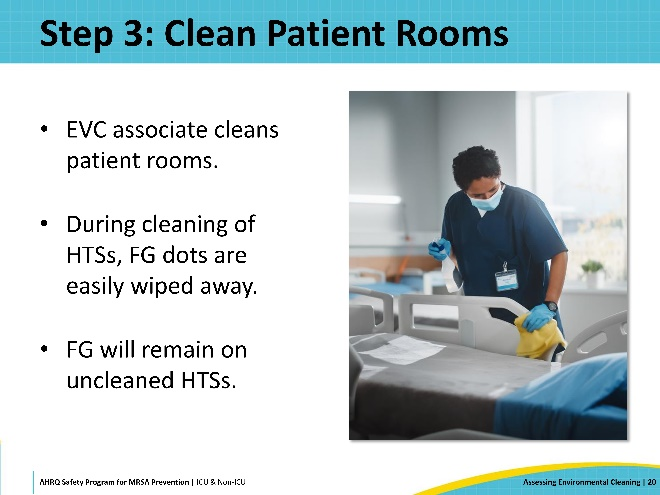 Step 3: Clean Patient Rooms
• EVC associate cleans
patient rooms.
• During cleaning of
HTSs, FG dots are
easily wiped away.
• FG will remain on
uncleaned HTSs.
AHRQ Safety Program for MRSA Prevention | ICU & Non-ICU
Assessing Environmental Cleaning | 20